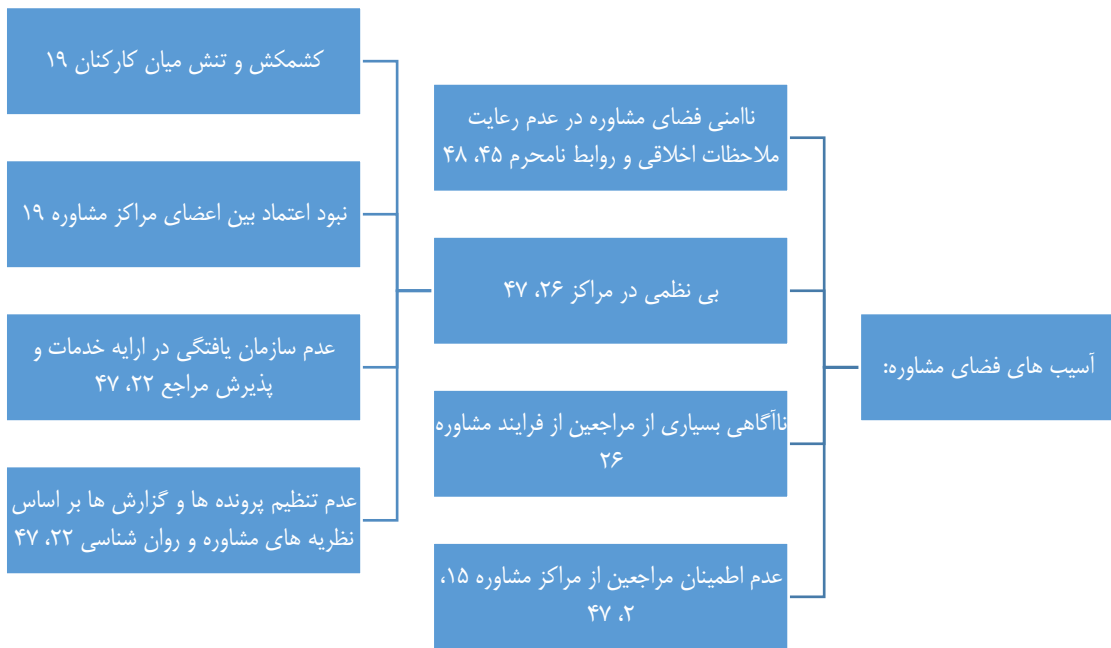 آسیب های فضای مشاوره:
ناامنی فضای مشاوره در عدم رعایت
ملاحظات اخلاقی و روابط نامحرم ۴۵، ۴۸
بی نظمی در مراکز ۲۶، ۴۷
ناآگاهی بسیاری از مراجعین از فرایند مشاوره
۲۶
عدم اطمینان مراجعین از مراکز مشاوره ۱۵،
۲، ۴۷
کشمکش و تنش میان کارکنان ۱۹
نبود اعتماد بین اعضای مراکز مشاوره ۱۹
عدم سازمان یافتگی در ارایه خدمات و
پذیرش مراجع ۲۲، ۴۷
عدم تنظیم پرونده ها و گزارش ها بر اساس
نظریه های مشاوره و روان شناسی ۲۲، ۴۷